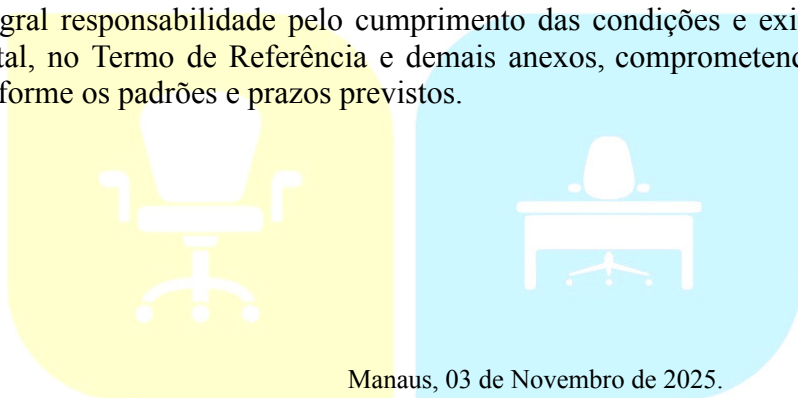 gral responsabilidade pelo cumprimento das condições e exi
tal, no Termo de Referência e demais anexos, comprometend
forme os padrões e prazos previstos.
Manaus, 03 de Novembro de 2025.